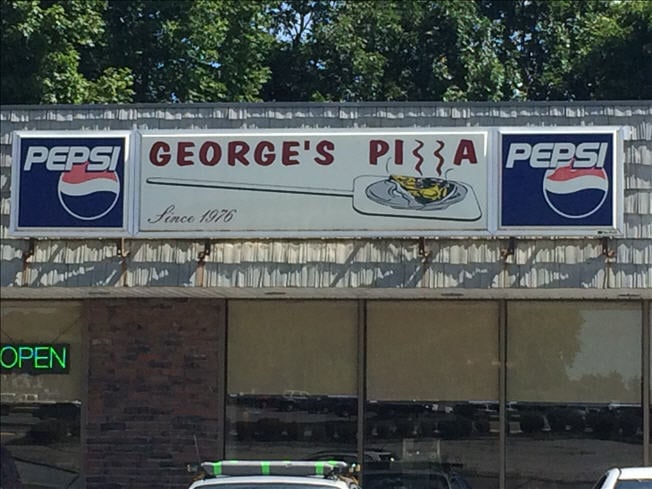 PEPSI
GEORGE'S PIZZA
PEPSI
Since 1976
OPEN